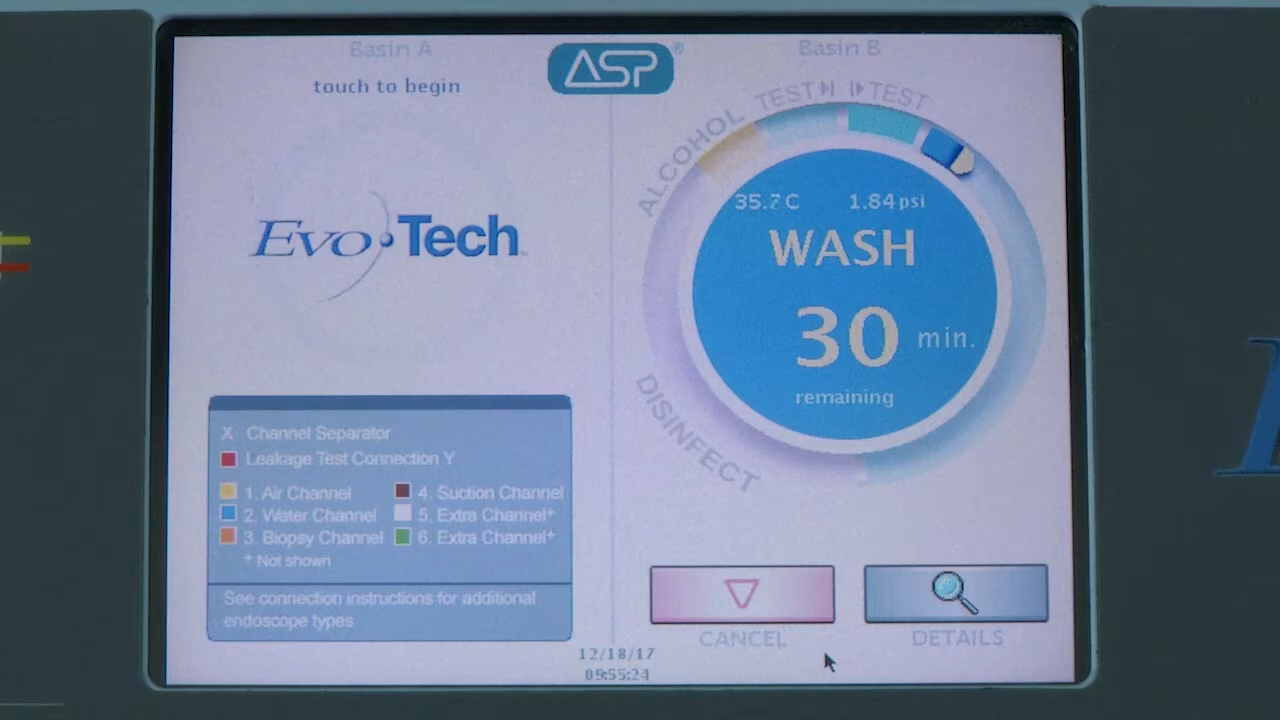 Basin A
touch to begin
Evo Tech
X Channel Separator
Leakage Test Connection Y
1. Air Channel
2. Water Channel
3. Biopsy Channel
4. Suction Channel
5. Extra Channel+
6. Extra Channel+
+ Not shown
See connection instructions for additional
endoscope types
ASP®
Basin B
ALCOHOL
TEST
TEST
DISINFECT
35.7C 1.84psi
WASH
30 min.
remaining
CANCEL
DETAILS
12/18/17
09:55:24